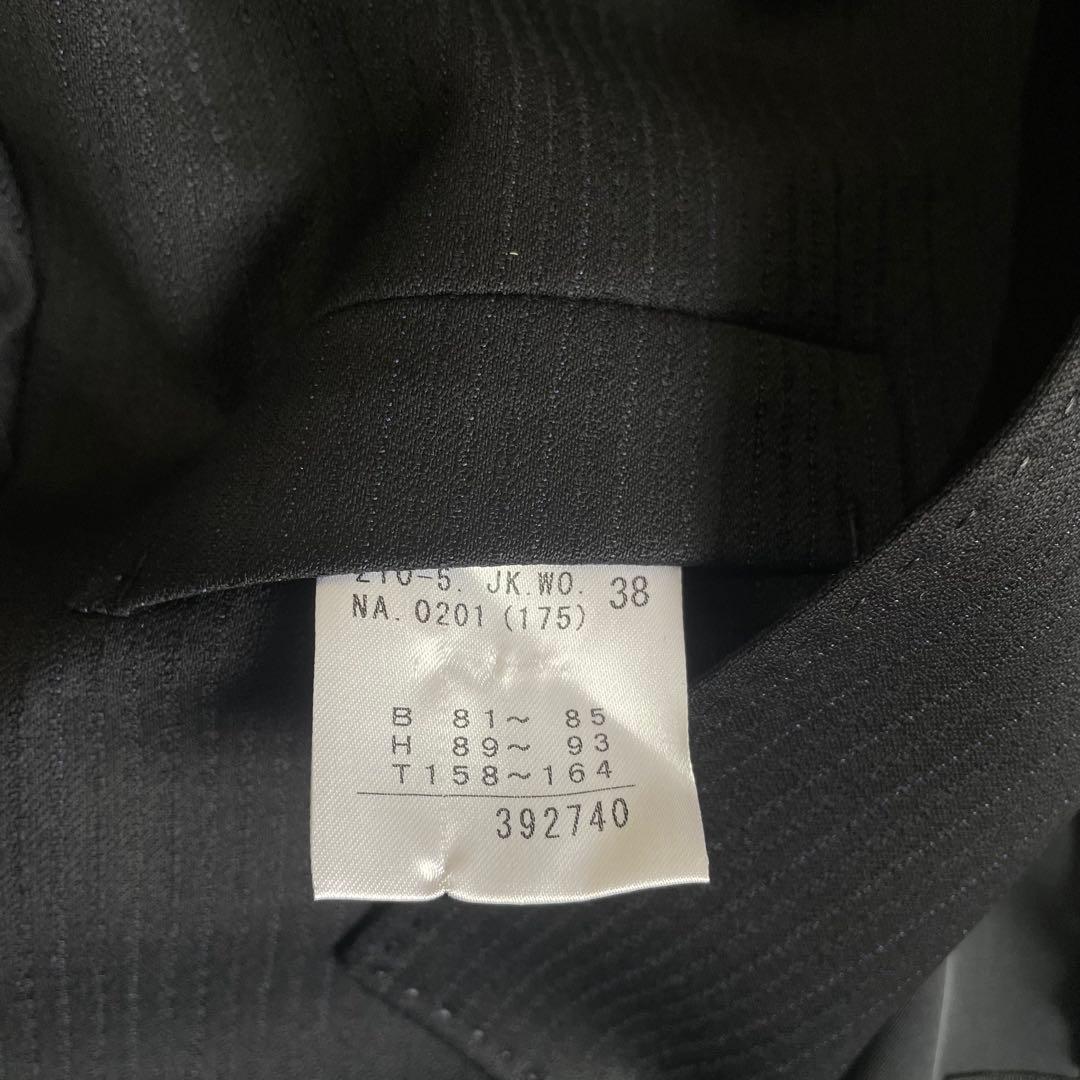 JK.WO. 38
NA.0201(175)
B 81～ 85
H 89～ 93
T158～164
392740